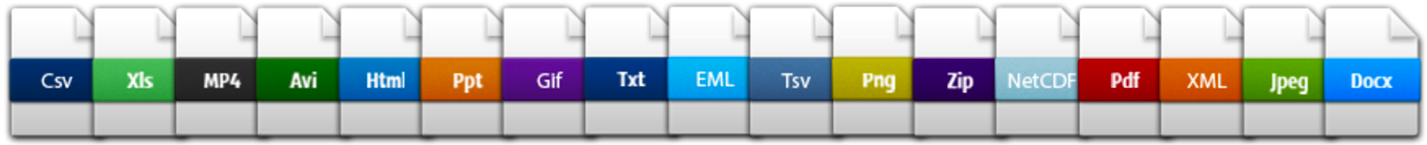 Csv Xls MP4 Avi Html Ppt Gif Txt EML Tsv Png Zip NetCDF Pdf XML Jpeg Docx